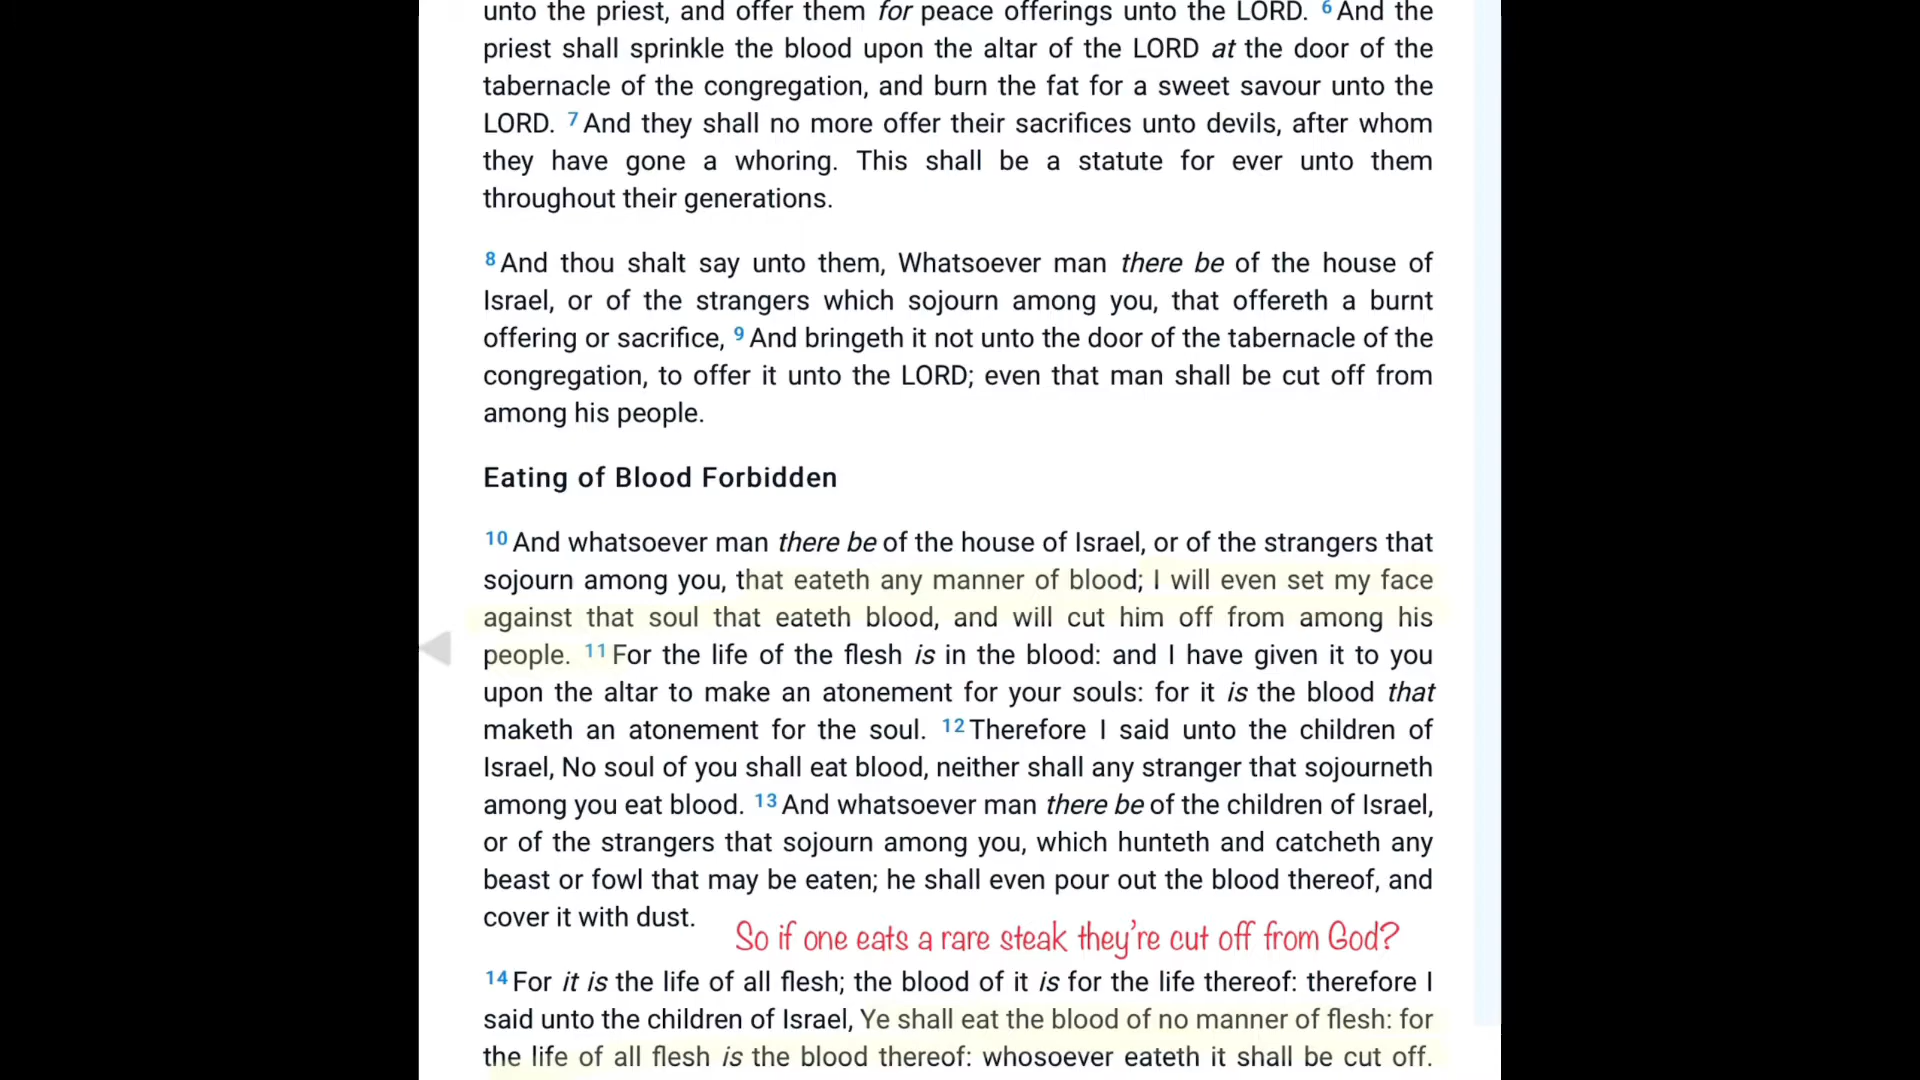 unto the priest, and offer them for peace offerings unto the LORD. 6 And the
priest shall sprinkle the blood upon the altar of the LORD at the door of the
tabernacle of the congregation, and burn the fat for a sweet savour unto the
LORD. 7 And they shall no more offer their sacrifices unto devils, after whom
they have gone a whoring. This shall be a statute for ever unto them
throughout their generations.
8 And thou shalt say unto them, Whatsoever man there be of the house of
Israel, or of the strangers which sojourn among you, that offereth a burnt
offering or sacrifice, 9 And bringeth it not unto the door of the tabernacle of the
congregation, to offer it unto the LORD; even that man shall be cut off from
among his people.
Eating of Blood Forbidden
10 And whatsoever man there be of the house of Israel, or of the strangers that
sojourn among you, that eateth any manner of blood; I will even set my face
against that soul that eateth blood, and will cut him off from among his
people. 11 For the life of the flesh is in the blood: and I have given it to you
upon the altar to make an atonement for your souls: for it is the blood that
maketh an atonement for the soul. 12 Therefore I said unto the children of
Israel, No soul of you shall eat blood, neither shall any stranger that sojourneth
among you eat blood. 13 And whatsoever man there be of the children of Israel,
or of the strangers that sojourn among you, which hunteth and catcheth any
beast or fowl that may be eaten; he shall even pour out the blood thereof, and
cover it with dust.
So if one eats a rare steak they're cut off from God?
14 For it is the life of all flesh; the blood of it is for the life thereof: therefore I
said unto the children of Israel, Ye shall eat the blood of no manner of flesh: for
the life of all flesh is the blood thereof: whosoever eateth it shall be cut off.